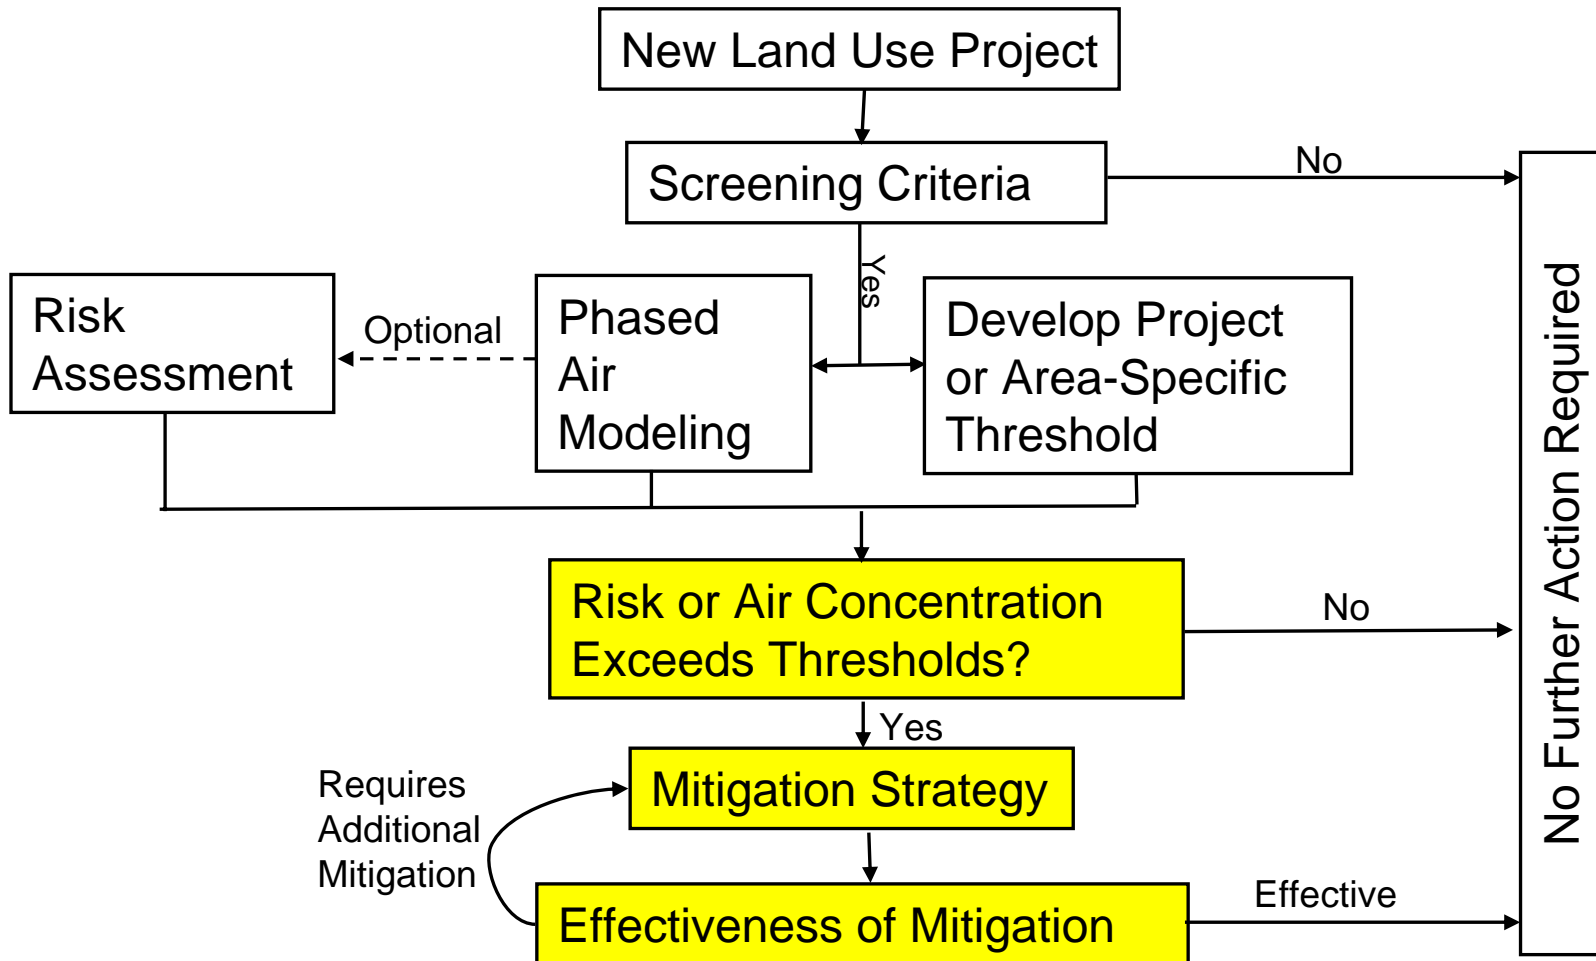 New Land Use Project
Screening Criteria
No
Yes
Risk
Assessment
Optional
Phased
Air
Modeling
Develop Project
or Area-Specific
Threshold
Risk or Air Concentration
Exceeds Thresholds?
No
Yes
Mitigation Strategy
Requires
Additional
Mitigation
Effectiveness of Mitigation
Effective
No Further Action Required